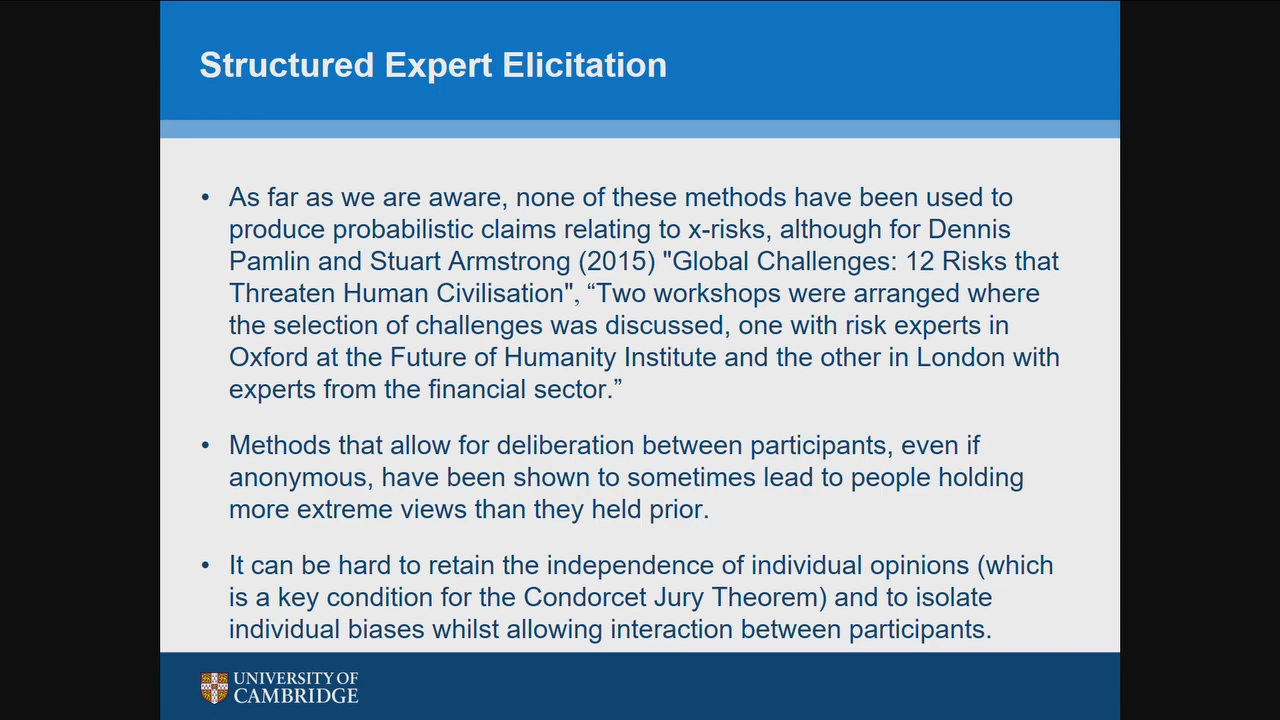 Structured Expert Elicitation
• As far as we are aware, none of these methods have been used to
produce probabilistic claims relating to x-risks, although for Dennis
Pamlin and Stuart Armstrong (2015) "Global Challenges: 12 Risks that
Threaten Human Civilisation", “Two workshops were arranged where
the selection of challenges was discussed, one with risk experts in
Oxford at the Future of Humanity Institute and the other in London with
experts from the financial sector.”
• Methods that allow for deliberation between participants, even if
anonymous, have been shown to sometimes lead to people holding
more extreme views than they held prior.
• It can be hard to retain the independence of individual opinions (which
is a key condition for the Condorcet Jury Theorem) and to isolate
individual biases whilst allowing interaction between participants.
UNIVERSITY OF
CAMBRIDGE